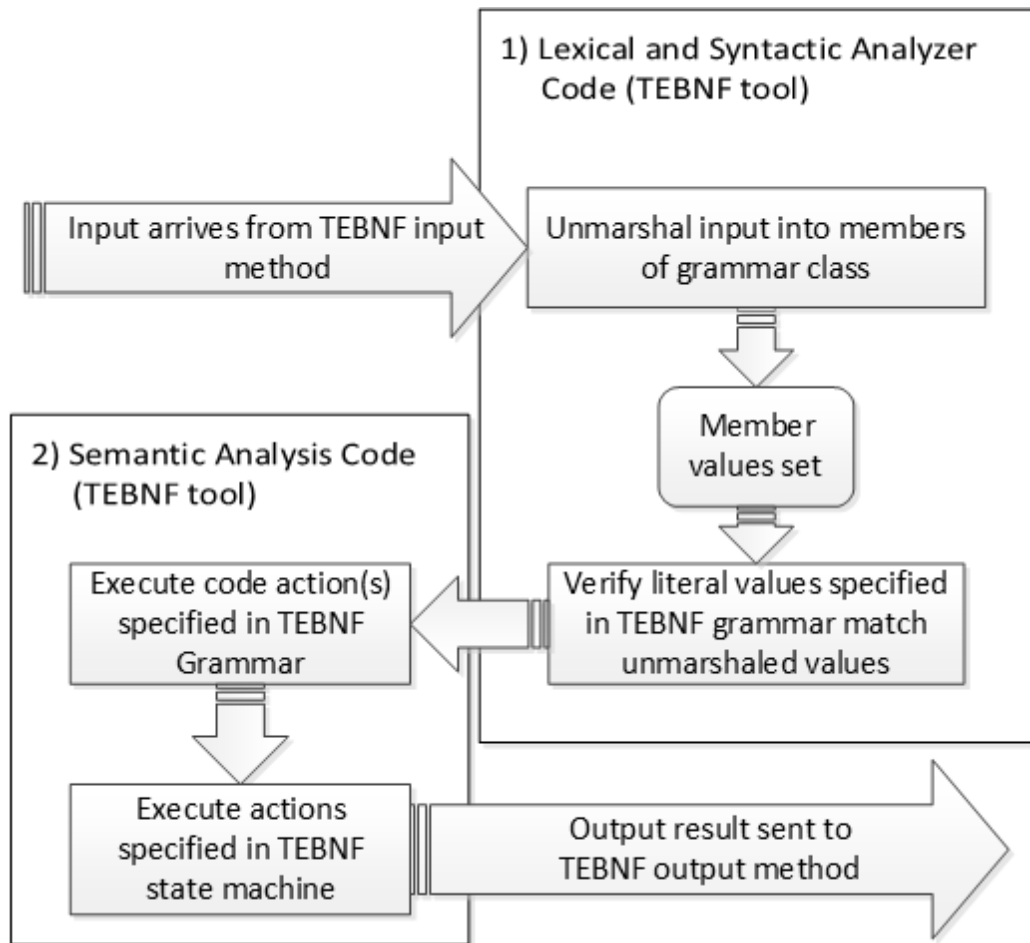 1) Lexical and Syntactic Analyzer
Code (TEBNF tool)
Input arrives from TEBNF input
method
Unmarshal input into members
of grammar class
Member
values set
Verify literal values specified
in TEBNF grammar match
unmarshaled values
2) Semantic Analysis Code
(TEBNF tool)
Execute code action(s)
specified in TEBNF
Grammar
Execute actions
specified in TEBNF
state machine
Output result sent to
TEBNF output method